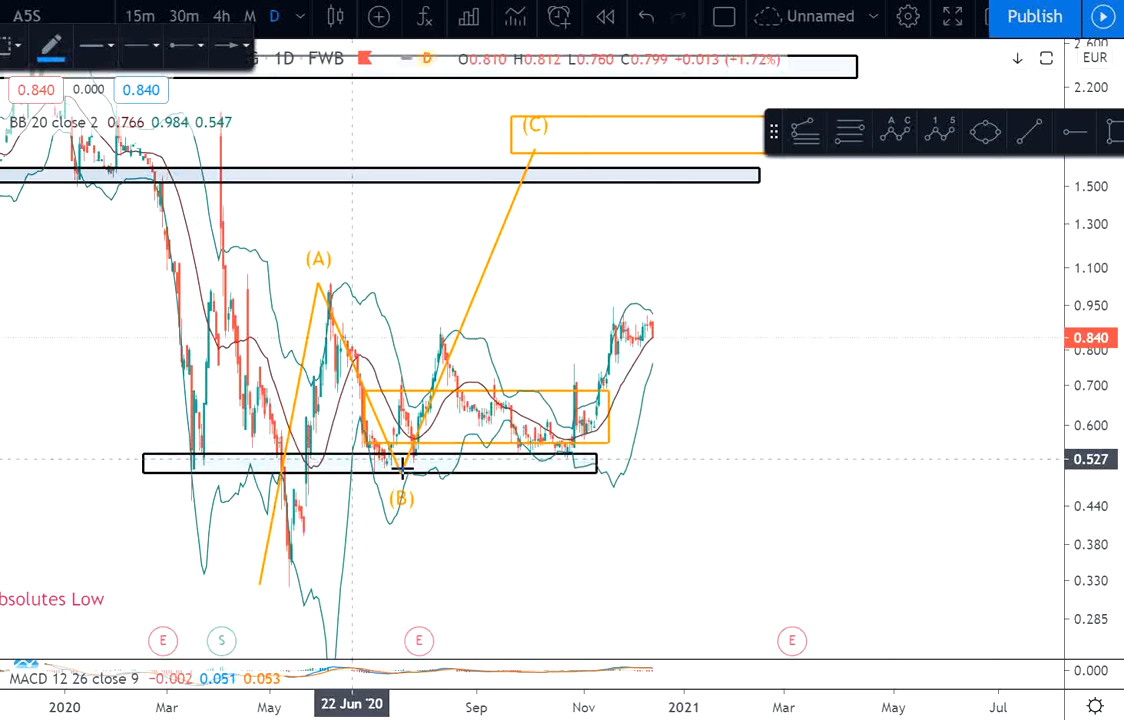 A5S 15m 30m 4h M D Unnamed Publish
G · 1D · FWB D O0.810 H0.812 L0.760 C0.799 +0.013 (+1.72%)
0.840 0.000 0.840
BB 20 close 2 0.766 0.984 0.547
A C 1 5
(C)
(A)
(B)
bsolutes Low
E S E E
MACD 12 26 close 9 −0.002 0.051 0.053
2.600
EUR
2.200
1.500
1.300
1.100
0.950
0.840
0.800
0.700
0.600
0.527
0.440
0.380
0.330
0.285
0.000
2020 Mar May 22 Jun '20 Sep Nov 2021 Mar May Jul